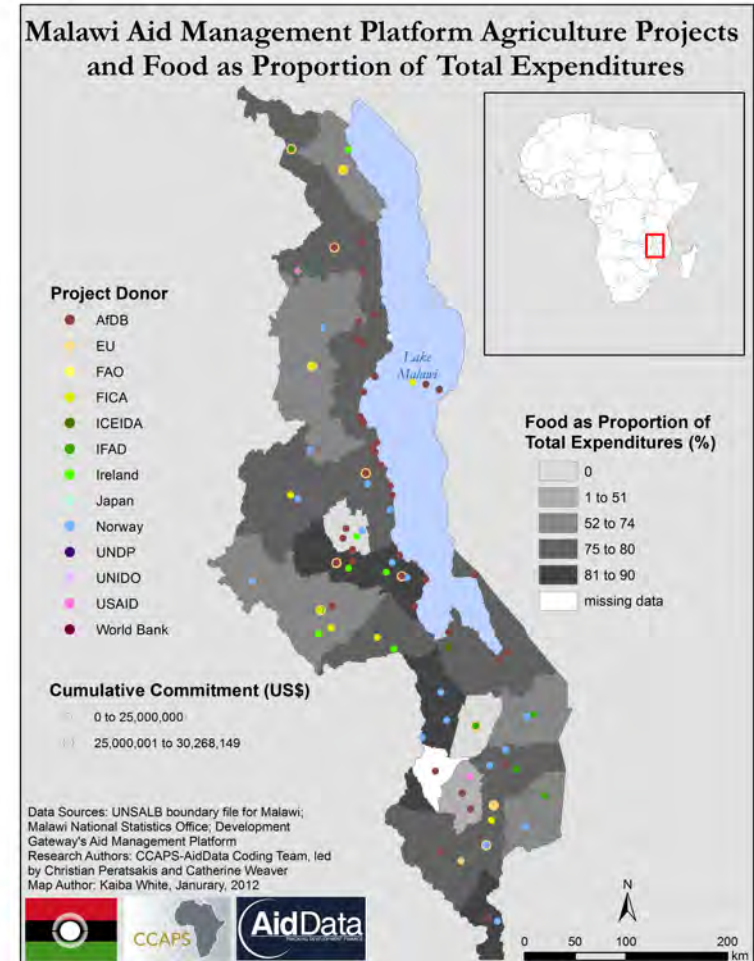 Malawi Aid Management Platform Agriculture Projects
and Food as Proportion of Total Expenditures
Lake
Malawi
Project Donor
AfDB
EU
FAO
FICA
ICEIDA
IFAD
Ireland
Japan
Norway
UNDP
UNIDO
USAID
World Bank
Food as Proportion of
Total Expenditures (%)
0
1 to 51
52 to 74
75 to 80
81 to 90
missing data
Cumulative Commitment (US$)
0 to 25,000,000
25,000,001 to 30,268,149
Data Sources: UNSALB boundary file for Malawi;
Malawi National Statistics Office; Development
Gateway's Aid Management Platform
Research Authors: CCAPS-AidData Coding Team, led
by Christian Peratsakis and Catherine Weaver
Map Author: Kaiba White, Janurary, 2012
CCAPS
AidData
TRACKING DEVELOPMENT FINANCE
N
0 50 100 200
km